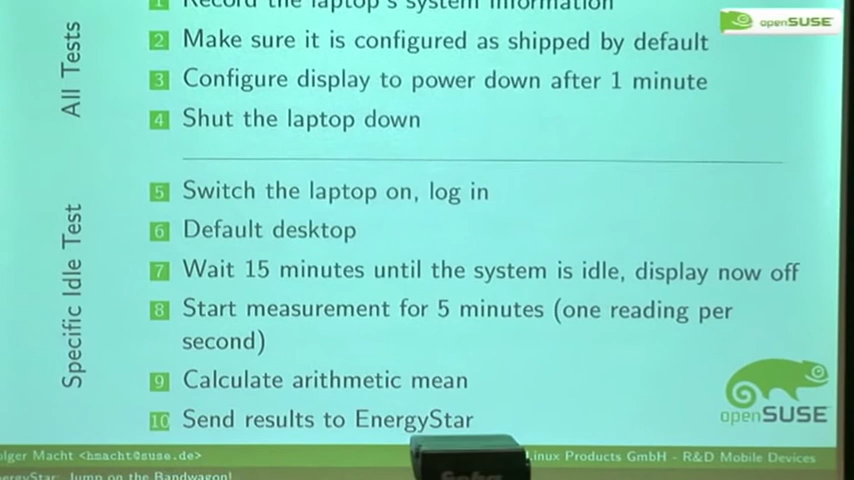 1 Record the laptop's system information
openSUSE
All Tests
2 Make sure it is configured as shipped by default
3 Configure display to power down after 1 minute
4 Shut the laptop down
Specific Idle Test
5 Switch the laptop on, log in
6 Default desktop
7 Wait 15 minutes until the system is idle, display now off
8 Start measurement for 5 minutes (one reading per
second)
9 Calculate arithmetic mean
10 Send results to EnergyStar
openSUSE
olger Macht <hmacht@suse.de>
Linux Products GmbH - R&D Mobile Devices
ergyStar: Jump on the Bandwagon!